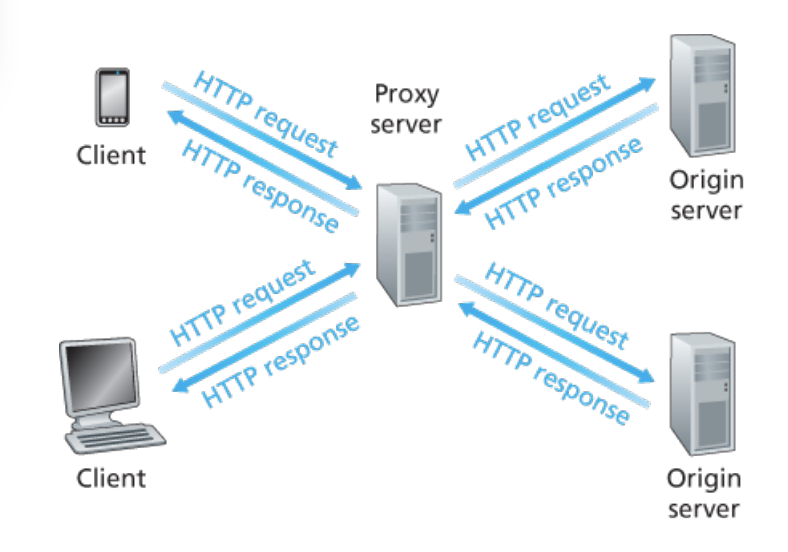 Client
HTTP request
HTTP response
Proxy
server
HTTP request
HTTP response
Origin
server
Client
HTTP request
HTTP response
HTTP request
HTTP response
Origin
server